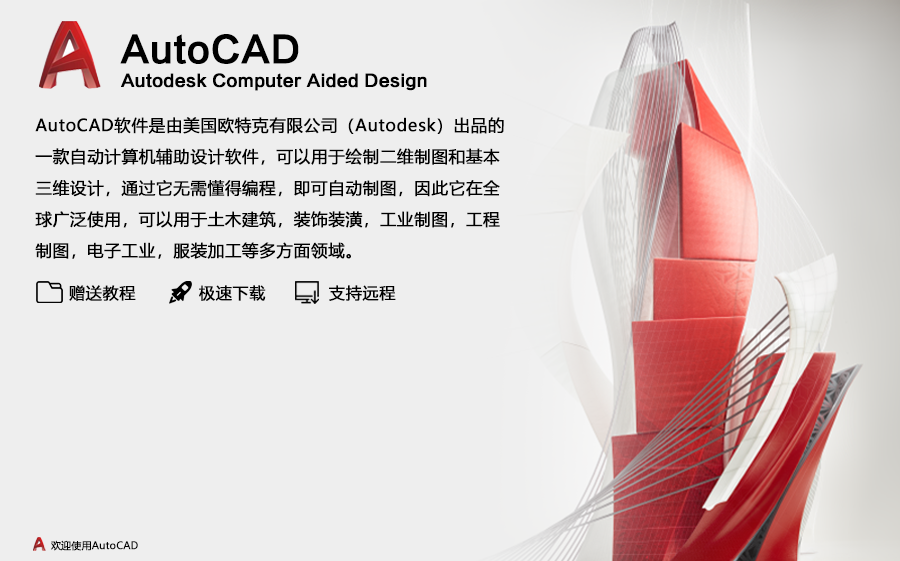 AutoCAD
Autodesk Computer Aided Design
AutoCAD软件是由美国欧特克有限公司（Autodesk）出品的
一款自动计算机辅助设计软件，可以用于绘制二维制图和基本
三维设计，通过它无需懂得编程，即可自动制图，因此它在全
球广泛使用，可以用于土木建筑，装饰装潢，工业制图，工程
制图，电子工业，服装加工等多方面领域。
赠送教程 极速下载 支持远程
欢迎使用AutoCAD